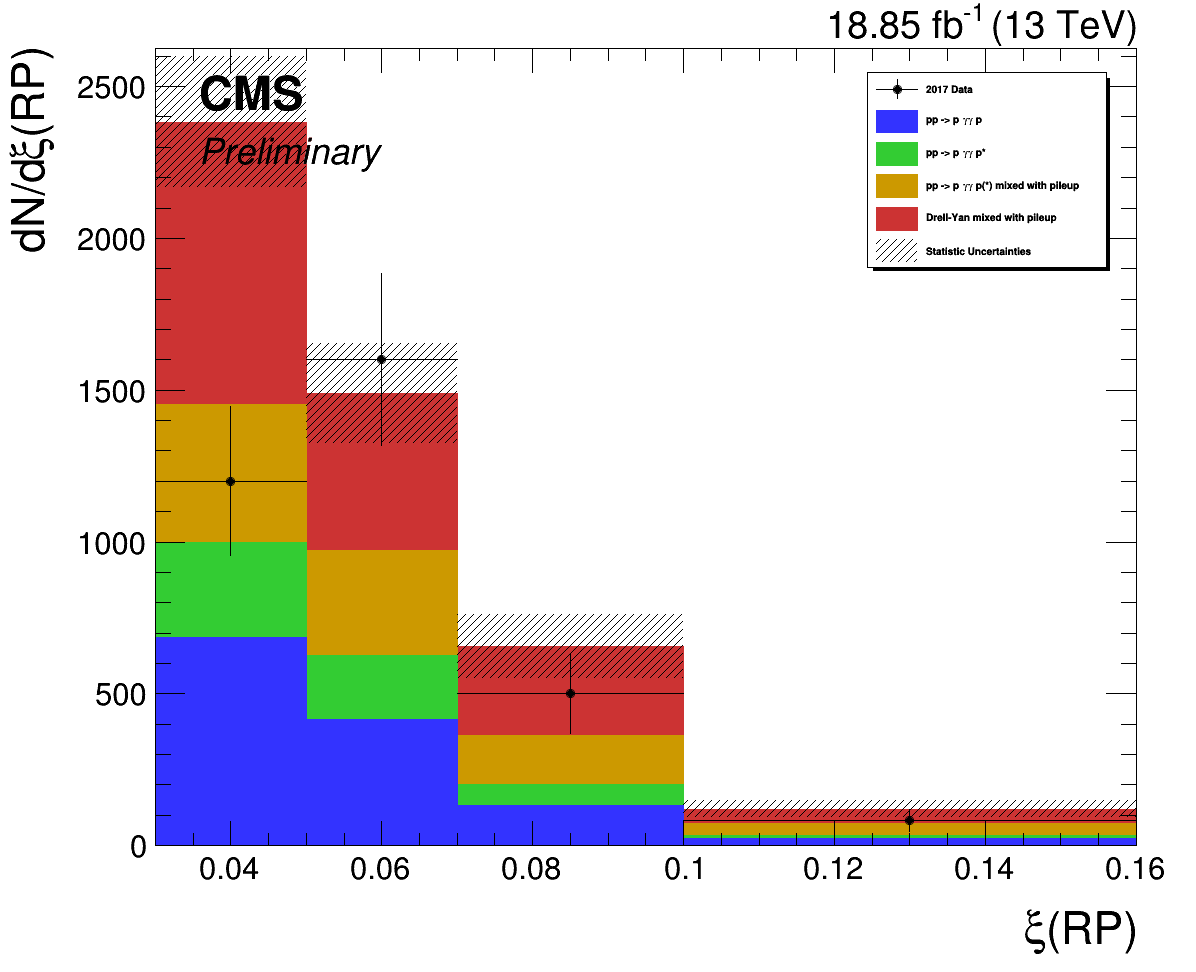 18.85 fb⁻¹ (13 TeV)
dN/dξ(RP)
CMS
Preliminary
2017 Data
pp -> p γγ p
pp -> p γγ p*
pp -> p γγ p(*) mixed with pileup
Drell-Yan mixed with pileup
Statistic Uncertainties
2500
2000
1500
1000
500
0
0.04 0.06 0.08 0.1 0.12 0.14 0.16
ξ(RP)